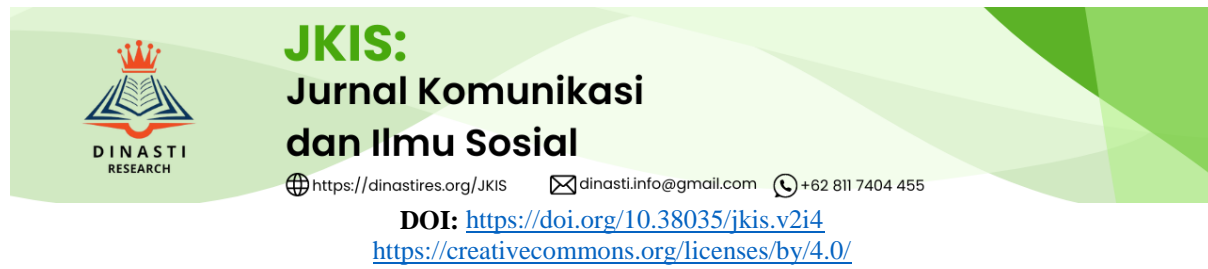 DINASTI
RESEARCH
JKIS:
Jurnal Komunikasi
dan Ilmu Sosial
https://dinastires.org/JKIS dinasti.info@gmail.com +62 811 7404 455
DOI: https://doi.org/10.38035/jkis.v2i4
https://creativecommons.org/licenses/by/4.0/